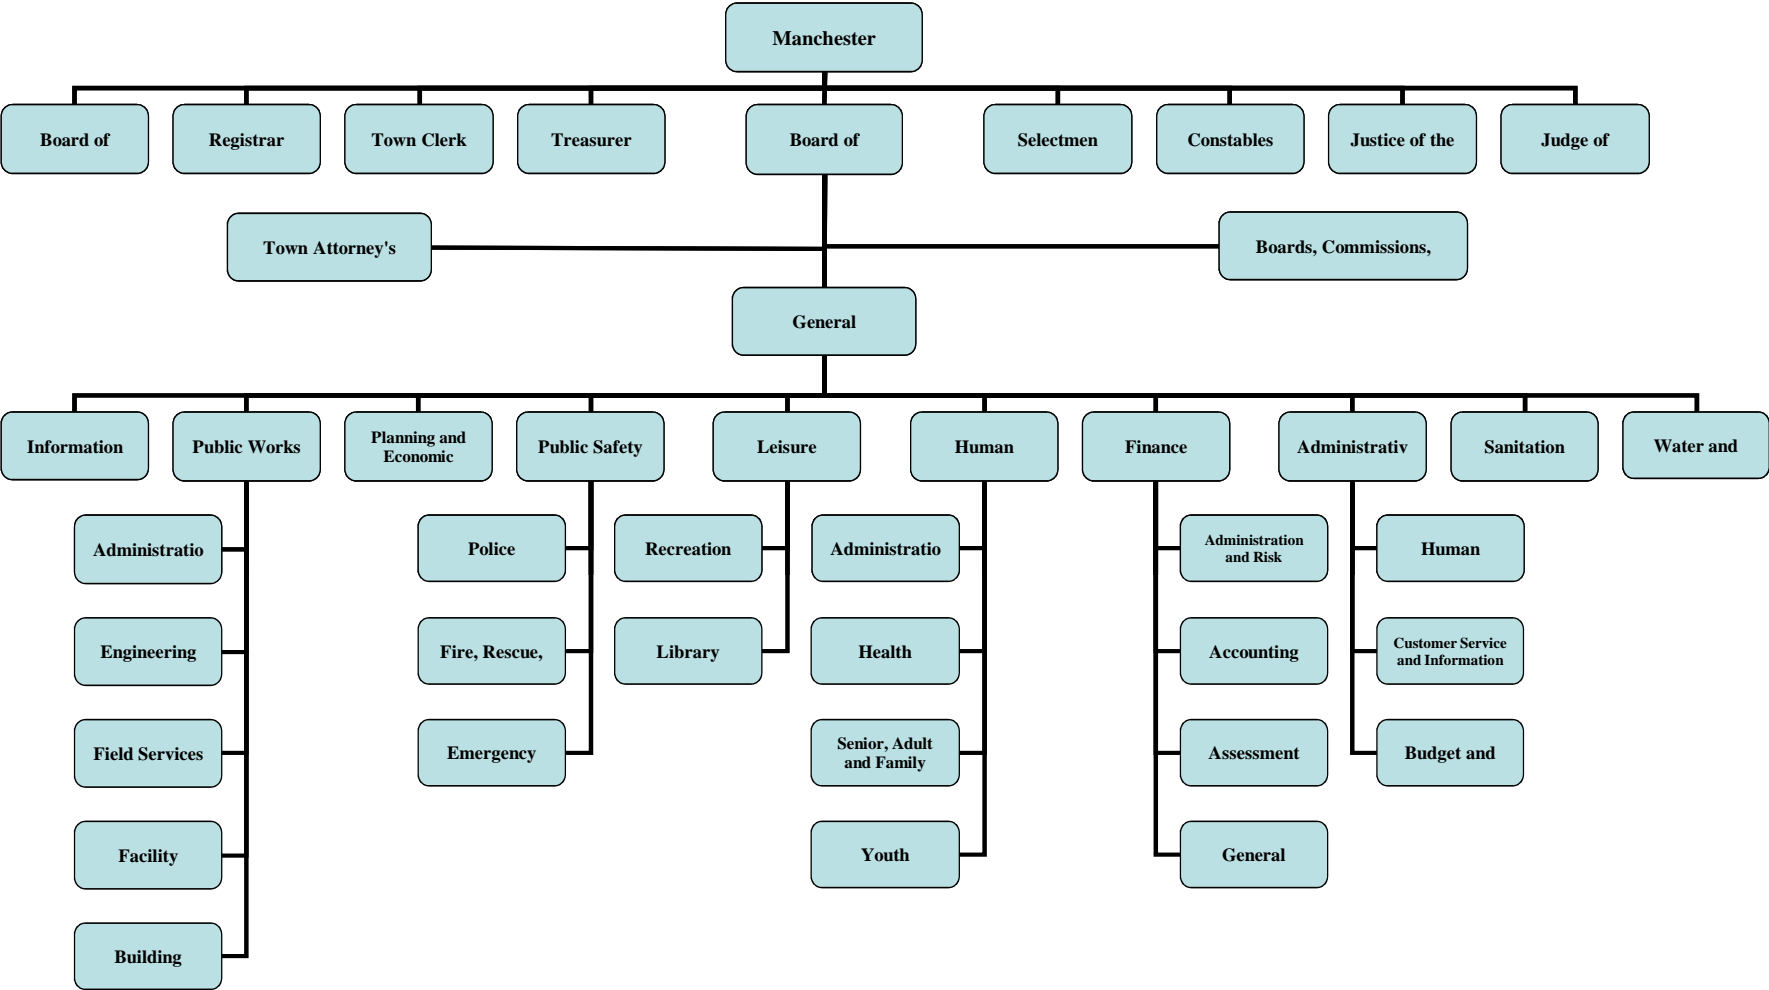 Manchester
Board of
Registrar
Town Clerk
Treasurer
Board of
Selectmen
Constables
Justice of the
Judge of
Town Attorney's
Boards, Commissions,
General
Information
Public Works
Planning and
Economic
Public Safety
Leisure
Human
Finance
Administrativ
Sanitation
Water and
Administratio
Police
Recreation
Administratio
Administration
and Risk
Human
Engineering
Fire, Rescue,
Library
Health
Accounting
Customer Service
and Information
Field Services
Emergency
Senior, Adult
and Family
Assessment
Budget and
Facility
Youth
General
Building